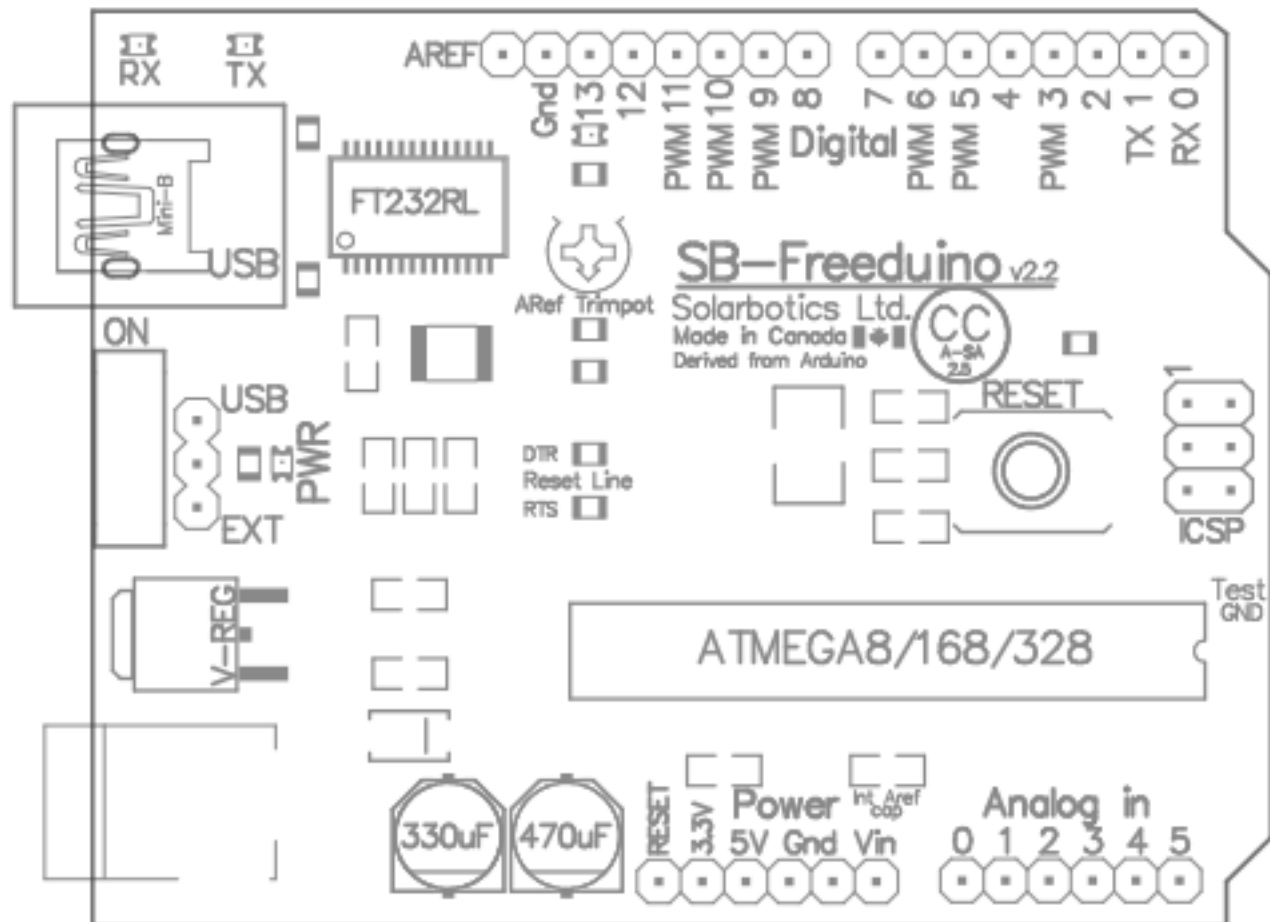 RX TX
AREF
Gnd 13 12 PWM 11 PWM 10 PWM 9 8 7 PWM 6 PWM 5 4 PWM 3 2 TX 1 RX 0
Digital
Mini-B
USB
FT232RL
SB-Freeduino v2.2
Solarbotics Ltd.
Made in Canada
Derived from Arduino
CC
A-SA
2.5
ARef Trimpot
ON
USB
PWR
EXT
DTR
Reset Line
RTS
RESET
1
ICSP
V-REG
Test
GND
ATMEGA8/168/328
330uF 470uF
RESET 3.3V 5V Gnd Vin
Power
Int Aref
cap
Analog in
0 1 2 3 4 5